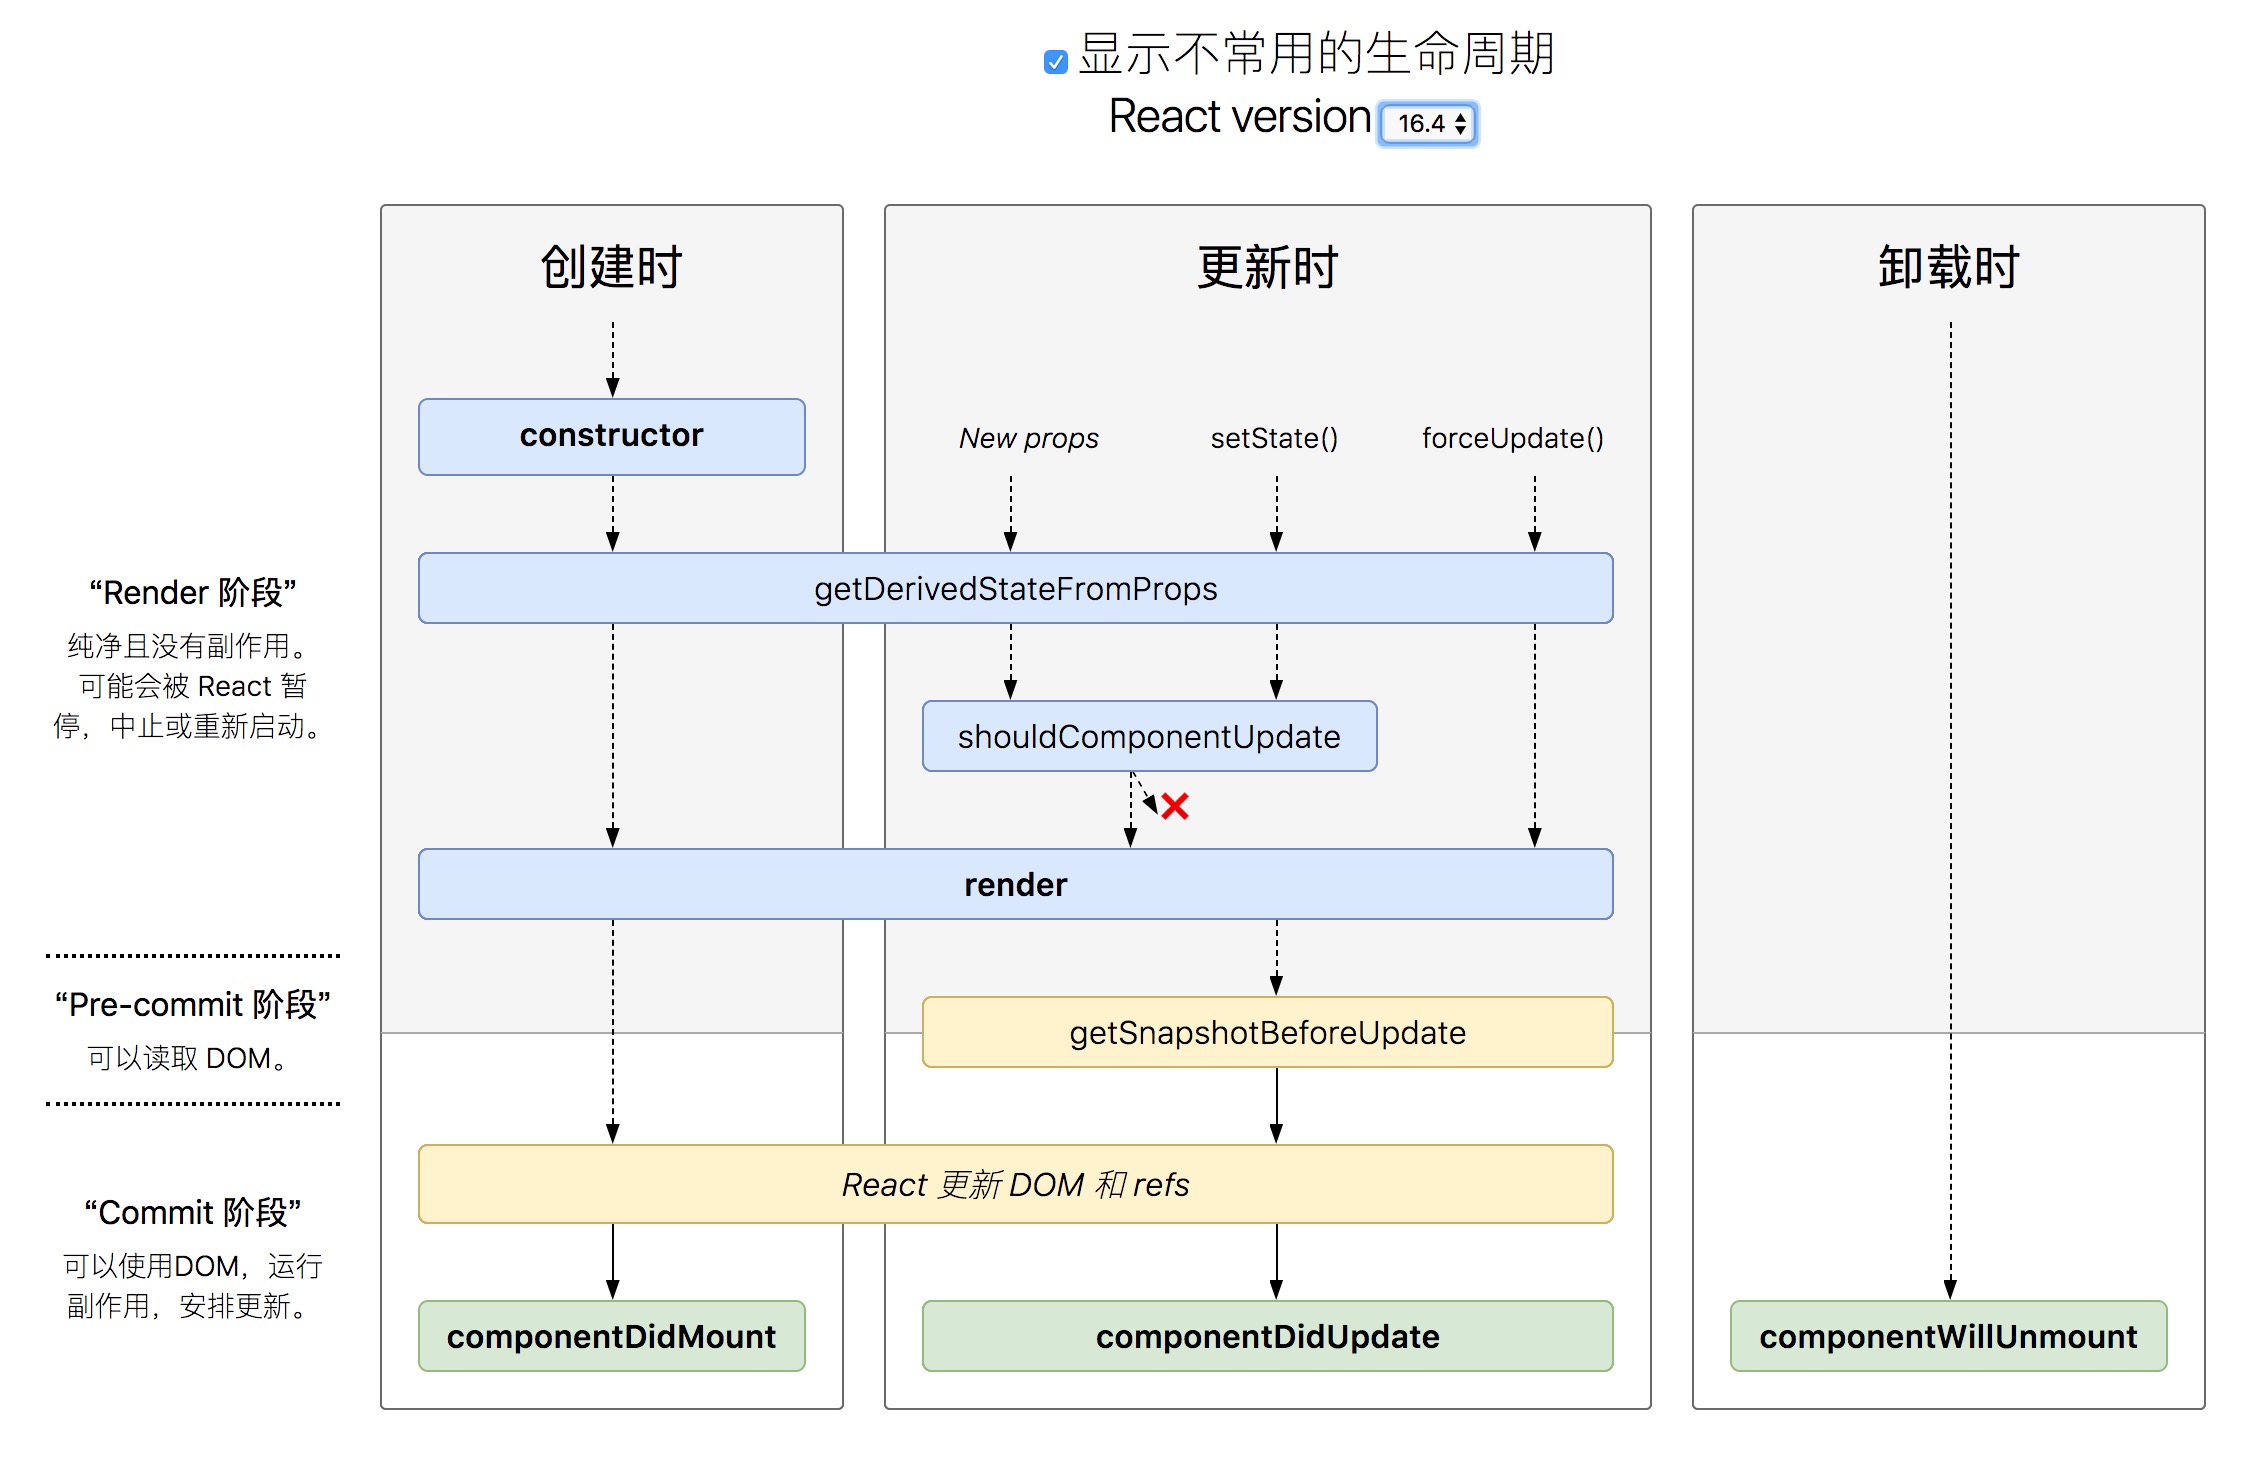 显示不常用的生命周期
React version 16.4
创建时
更新时
卸载时
constructor
New props
setState()
forceUpdate()
getDerivedStateFromProps
“Render 阶段”
纯净且没有副作用。
可能会被 React 暂
停，中止或重新启动。
shouldComponentUpdate
render
“Pre-commit 阶段”
可以读取 DOM。
getSnapshotBeforeUpdate
React 更新 DOM 和 refs
“Commit 阶段”
可以使用DOM，运行
副作用，安排更新。
componentDidMount
componentDidUpdate
componentWillUnmount